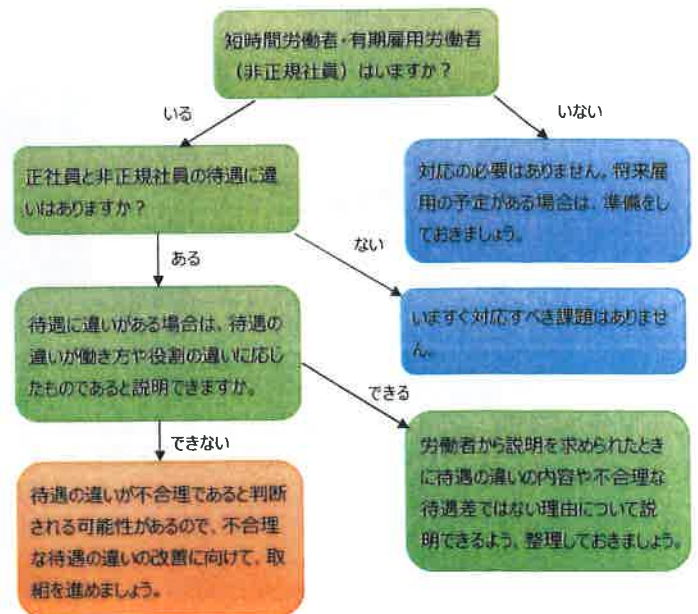 短時間労働者・有期雇用労働者
（非正規社員）はいますか？
いる
いない
正社員と非正規社員の待遇に違
いはありますか？
対応の必要はありません。将来雇
用の予定がある場合は、準備をし
ておきましょう。
ある
ない
待遇に違いがある場合は、待遇の
違いが働き方や役割の違いに応じ
たものであると説明できますか。
いますぐ対応すべき課題はありませ
ん。
できる
できない
労働者から説明を求められたとき
に待遇の違いの内容や不合理な
待遇差ではない理由について説
明できるよう、整理しておきましょう。
待遇の違いが不合理であると判断
される可能性があるので、不合理
な待遇の違いの改善に向けて、取
組を進めましょう。